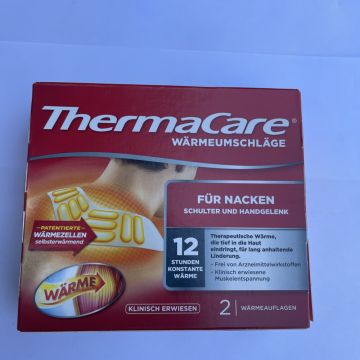 ThermaCare®
WÄRMEUMSCHLÄGE
FÜR NACKEN
SCHULTER UND HANDGELENK
PATENTIERTE
WÄRMEZELLEN
selbsterwärmend
12
STUNDEN
KONSTANTE
WÄRME
Therapeutische Wärme,
die tief in die Haut
eindringt, für lang anhaltende
Linderung.
- Frei von Arzneimittelwirkstoffen
- Klinisch erwiesene
Muskelentspannung
WÄRME
KLINISCH ERWIESEN
2 WÄRMEAUFLAGEN